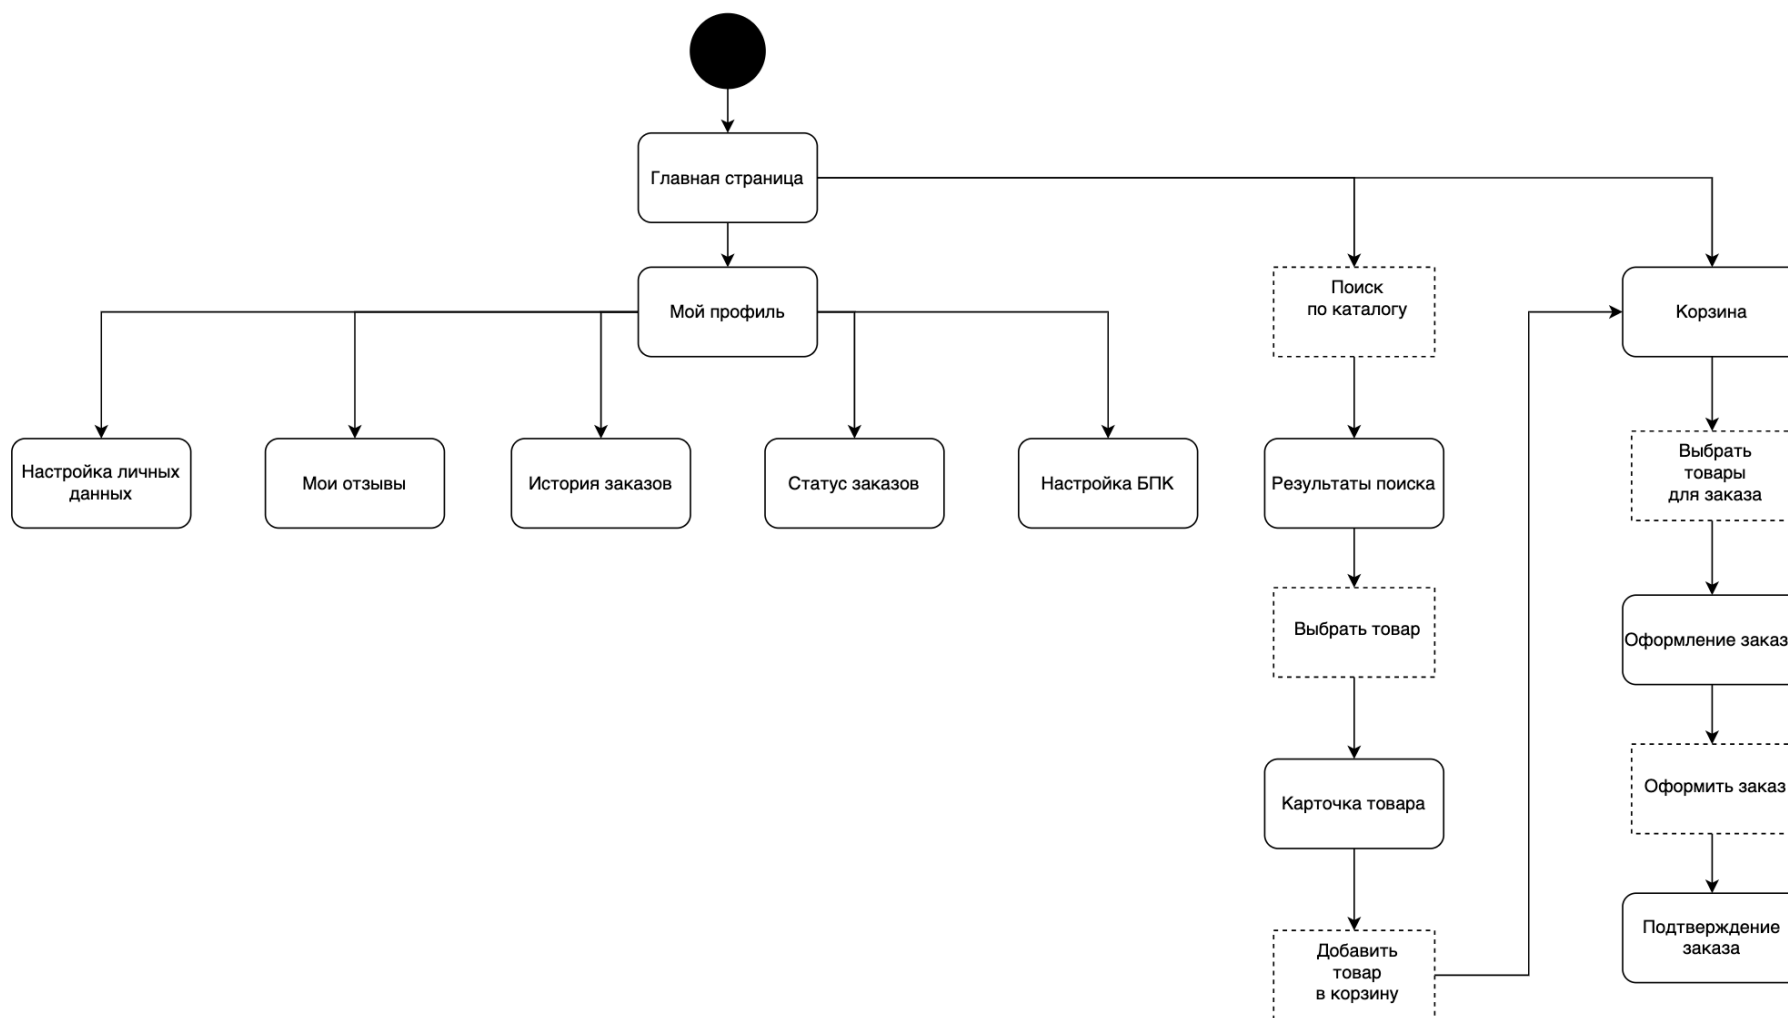 Главная страница
Мой профиль
Поиск
по каталогу
Корзина
Настройка личных
данных
Мои отзывы
История заказов
Статус заказов
Настройка БПК
Результаты поиска
Выбрать
товары
для заказа
Выбрать товар
Оформление заказ
Карточка товара
Оформить заказ
Добавить
товар
в корзину
Подтверждение
заказа